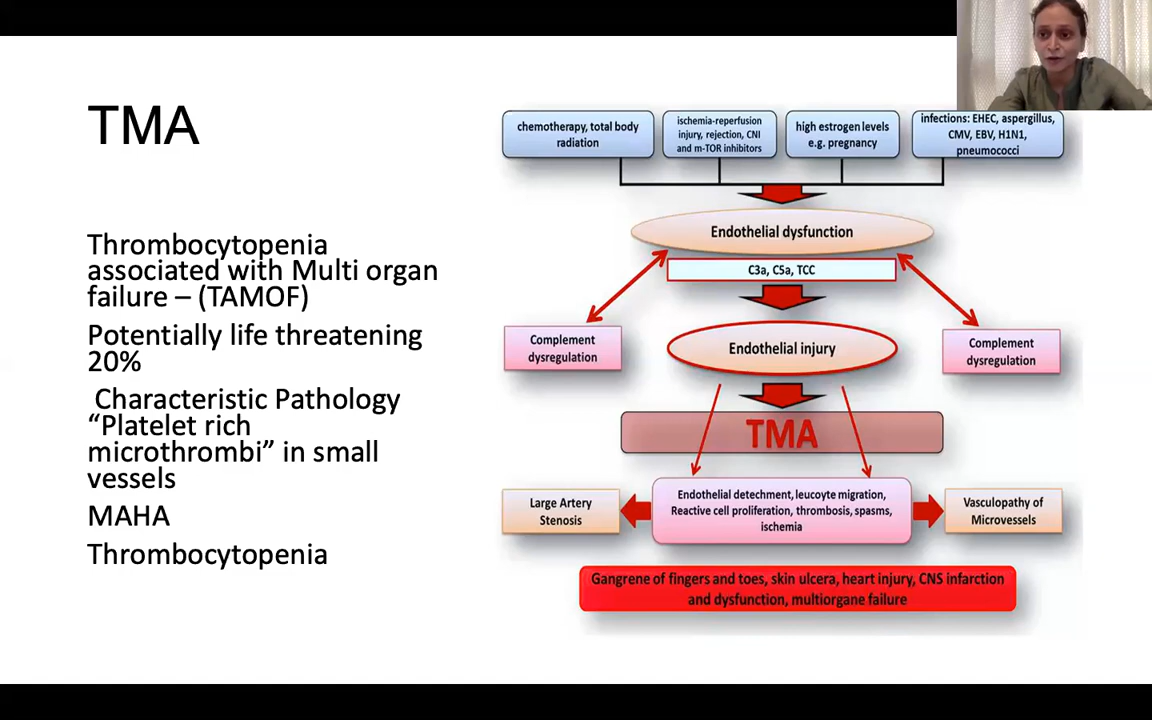 TMA
Thrombocytopenia
associated with Multi organ
failure – (TAMOF)
Potentially life threatening
20%
Characteristic Pathology
“Platelet rich
microthrombi” in small
vessels
MAHA
Thrombocytopenia
chemotherapy, total body
radiation
ischemia-reperfusion
injury, rejection, CNI
and m-TOR inhibitors
high estrogen levels
e.g. pregnancy
infections: EHEC, aspergillus,
CMV, EBV, H1N1,
pneumococci
Endothelial dysfunction
C3a, C5a, TCC
Complement
dysregulation
Endothelial injury
Complement
dysregulation
TMA
Large Artery
Stenosis
Endothelial detechment, leucoyte migration,
Reactive cell proliferation, thrombosis, spasms,
ischemia
Vasculopathy of
Microvessels
Gangrene of fingers and toes, skin ulcera, heart injury, CNS infarction
and dysfunction, multiorgane failure